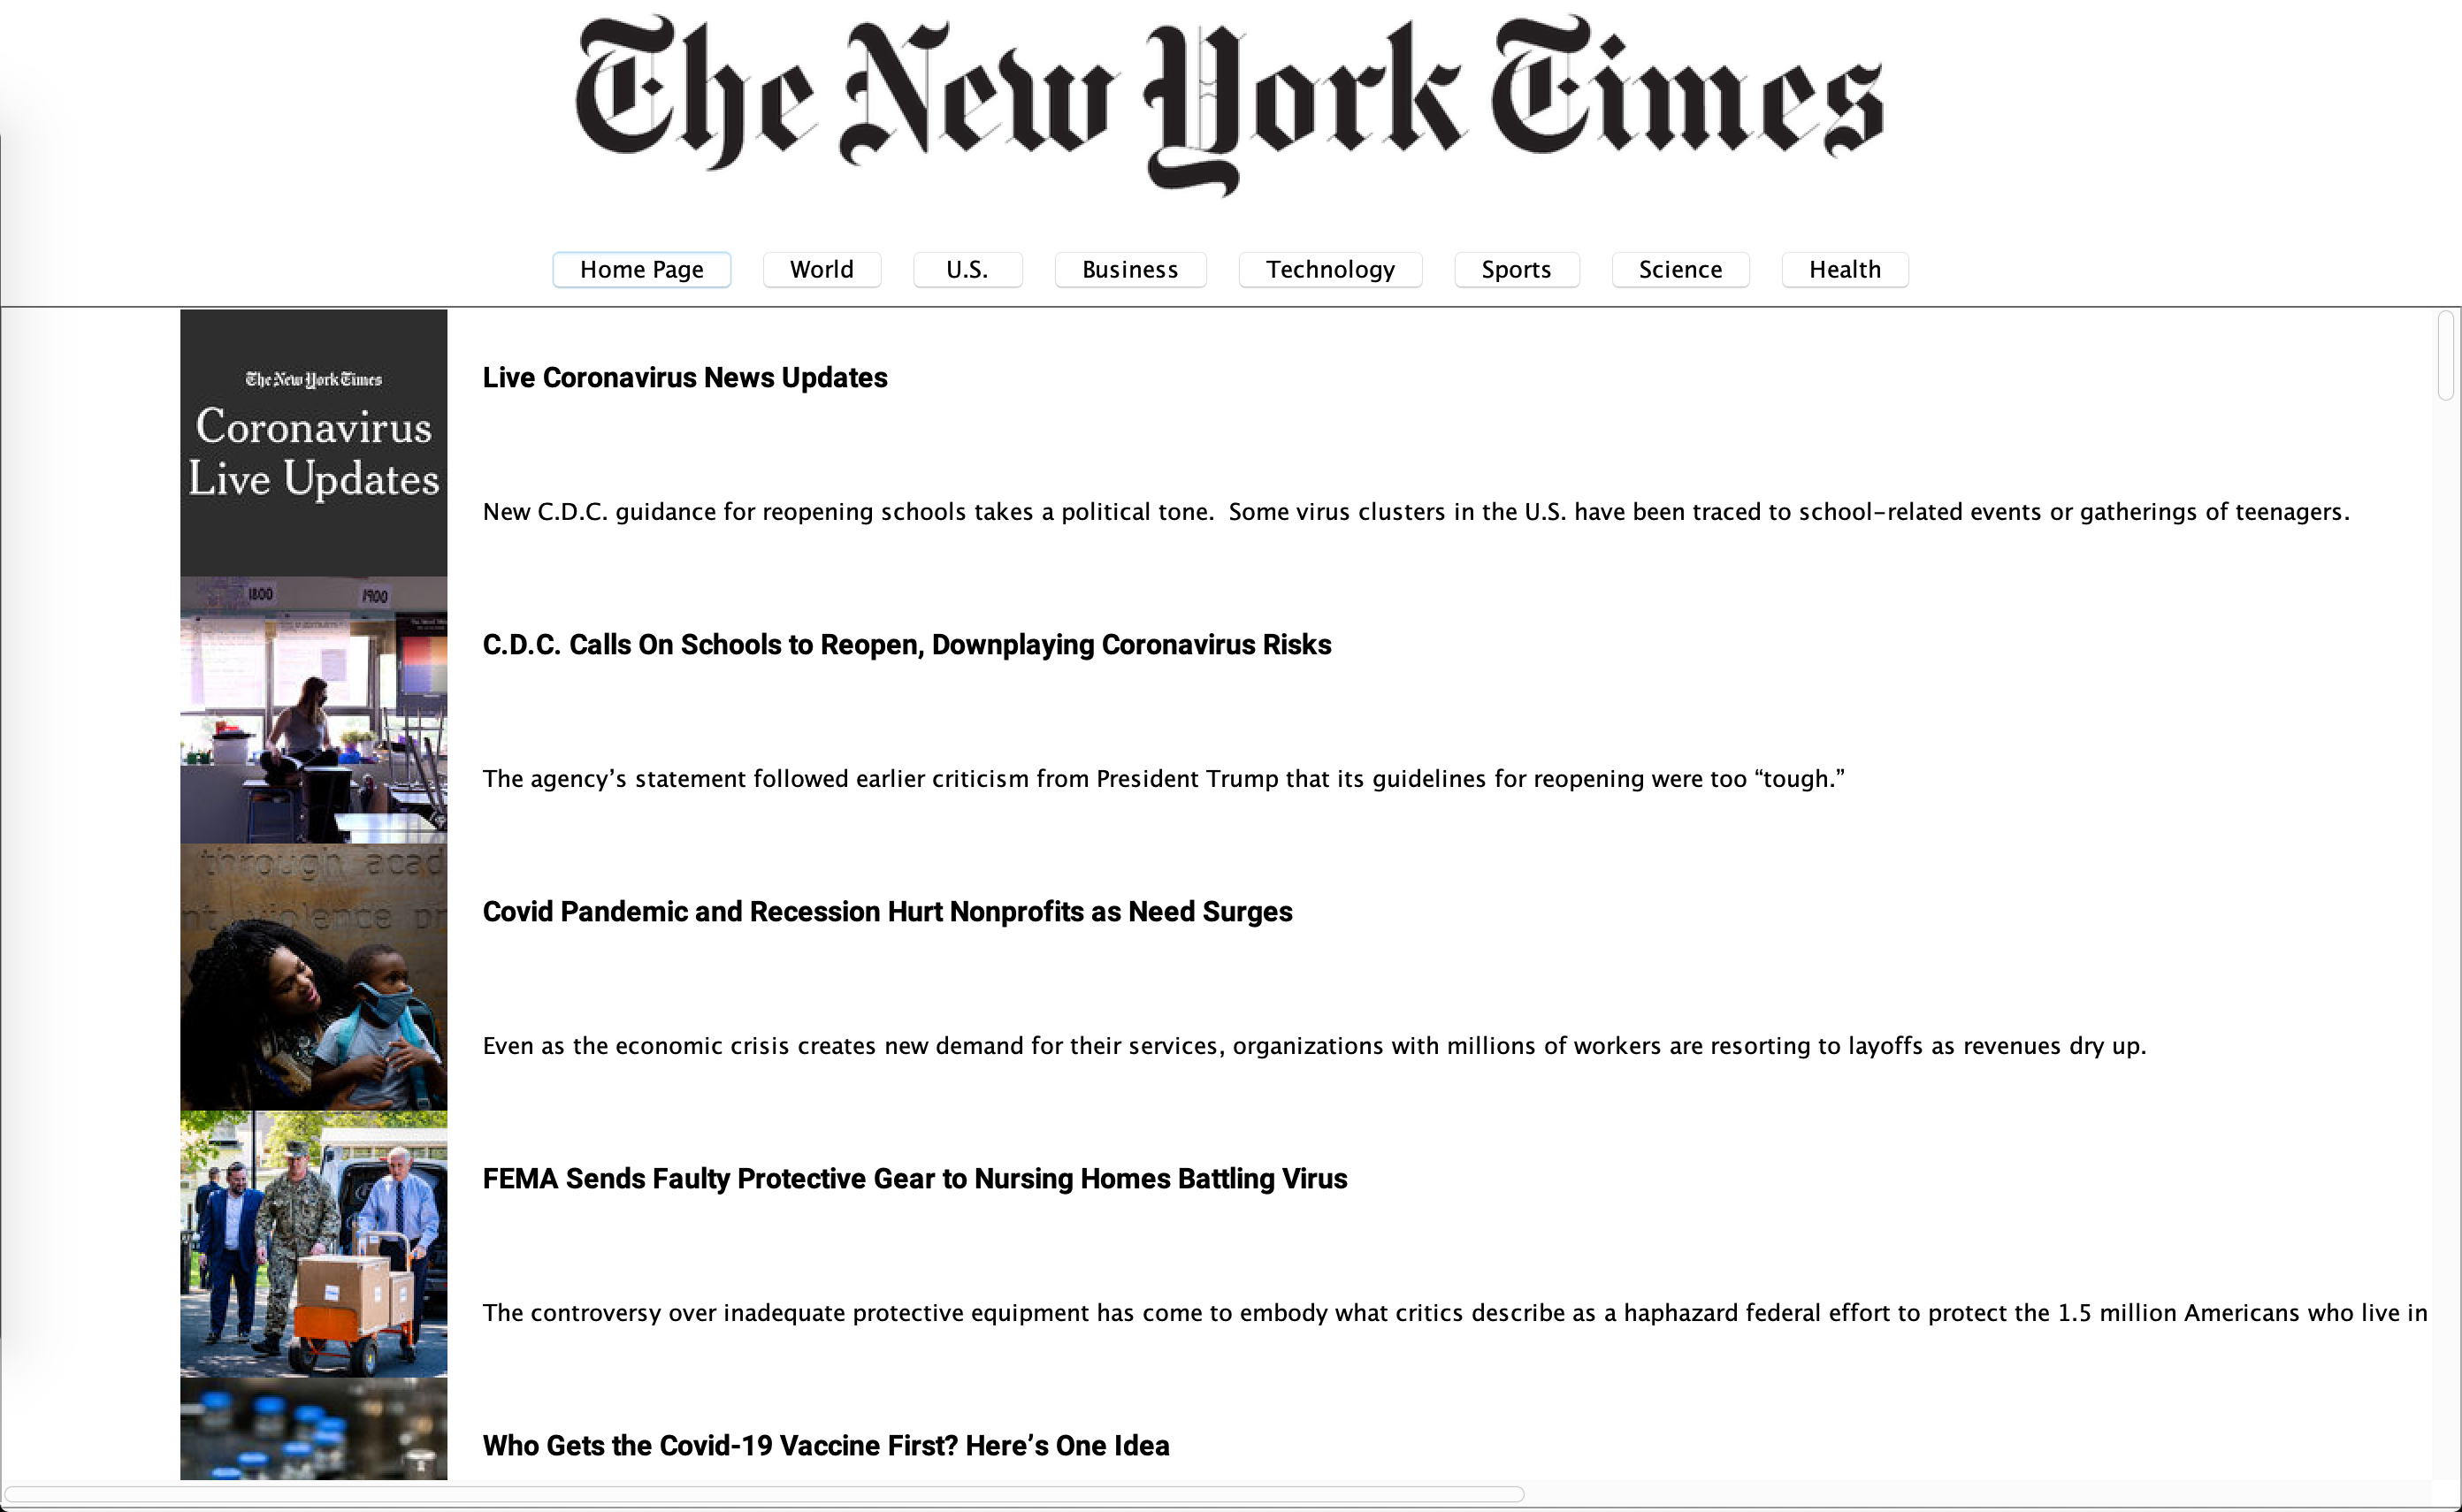 The New York Times
Home Page World U.S. Business Technology Sports Science Health
The New York Times
Coronavirus
Live Updates
Live Coronavirus News Updates
New C.D.C. guidance for reopening schools takes a political tone.  Some virus clusters in the U.S. have been traced to school-related events or gatherings of teenagers.
1800 1900
C.D.C. Calls On Schools to Reopen, Downplaying Coronavirus Risks
The agency’s statement followed earlier criticism from President Trump that its guidelines for reopening were too “tough.”
through acad
nt violence pr
Covid Pandemic and Recession Hurt Nonprofits as Need Surges
Even as the economic crisis creates new demand for their services, organizations with millions of workers are resorting to layoffs as revenues dry up.
FEMA Sends Faulty Protective Gear to Nursing Homes Battling Virus
The controversy over inadequate protective equipment has come to embody what critics describe as a haphazard federal effort to protect the 1.5 million Americans who live in
Who Gets the Covid-19 Vaccine First? Here’s One Idea